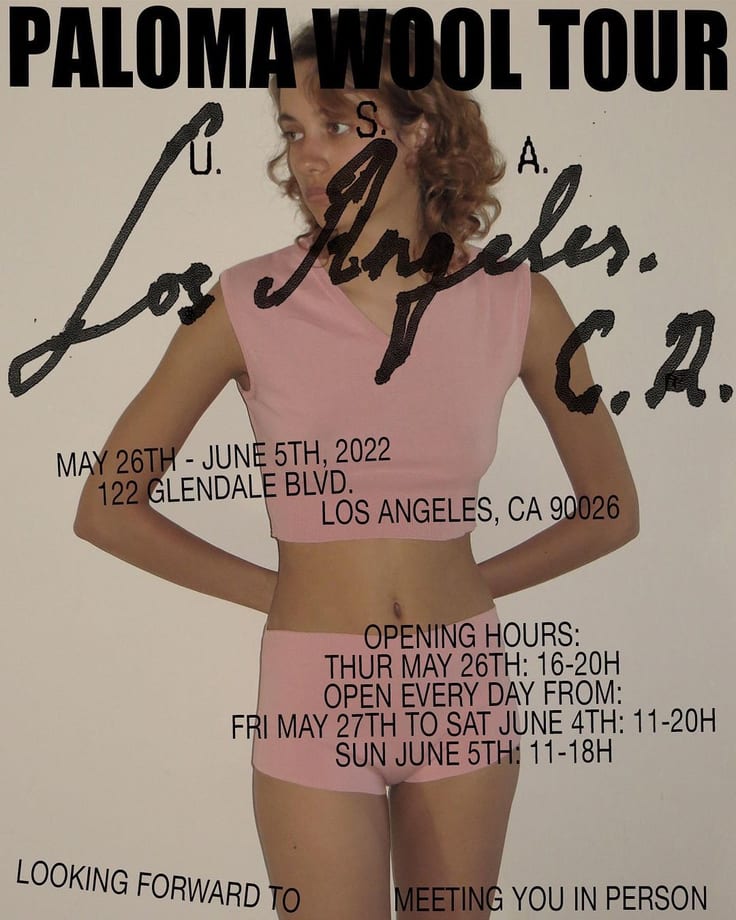 PALOMA WOOL TOUR
U. S. A.
Los Angeles.
C.A.
MAY 26TH - JUNE 5TH, 2022
122 GLENDALE BLVD.
LOS ANGELES, CA 90026
OPENING HOURS:
THUR MAY 26TH: 16-20H
OPEN EVERY DAY FROM:
FRI MAY 27TH TO SAT JUNE 4TH: 11-20H
SUN JUNE 5TH: 11-18H
LOOKING FORWARD TO MEETING YOU IN PERSON